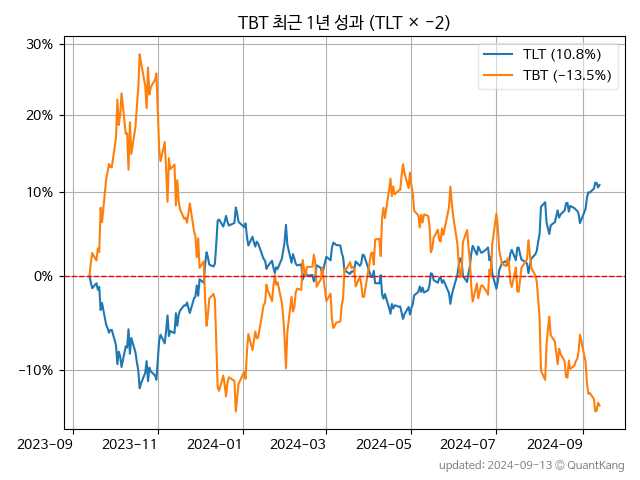 TBT 최근 1년 성과 (TLT × −2)
TLT (10.8%)
TBT (−13.5%)
30%
20%
10%
0%
−10%
2023-09 2023-11 2024-01 2024-03 2024-05 2024-07 2024-09
updated: 2024-09-13 © QuantKang